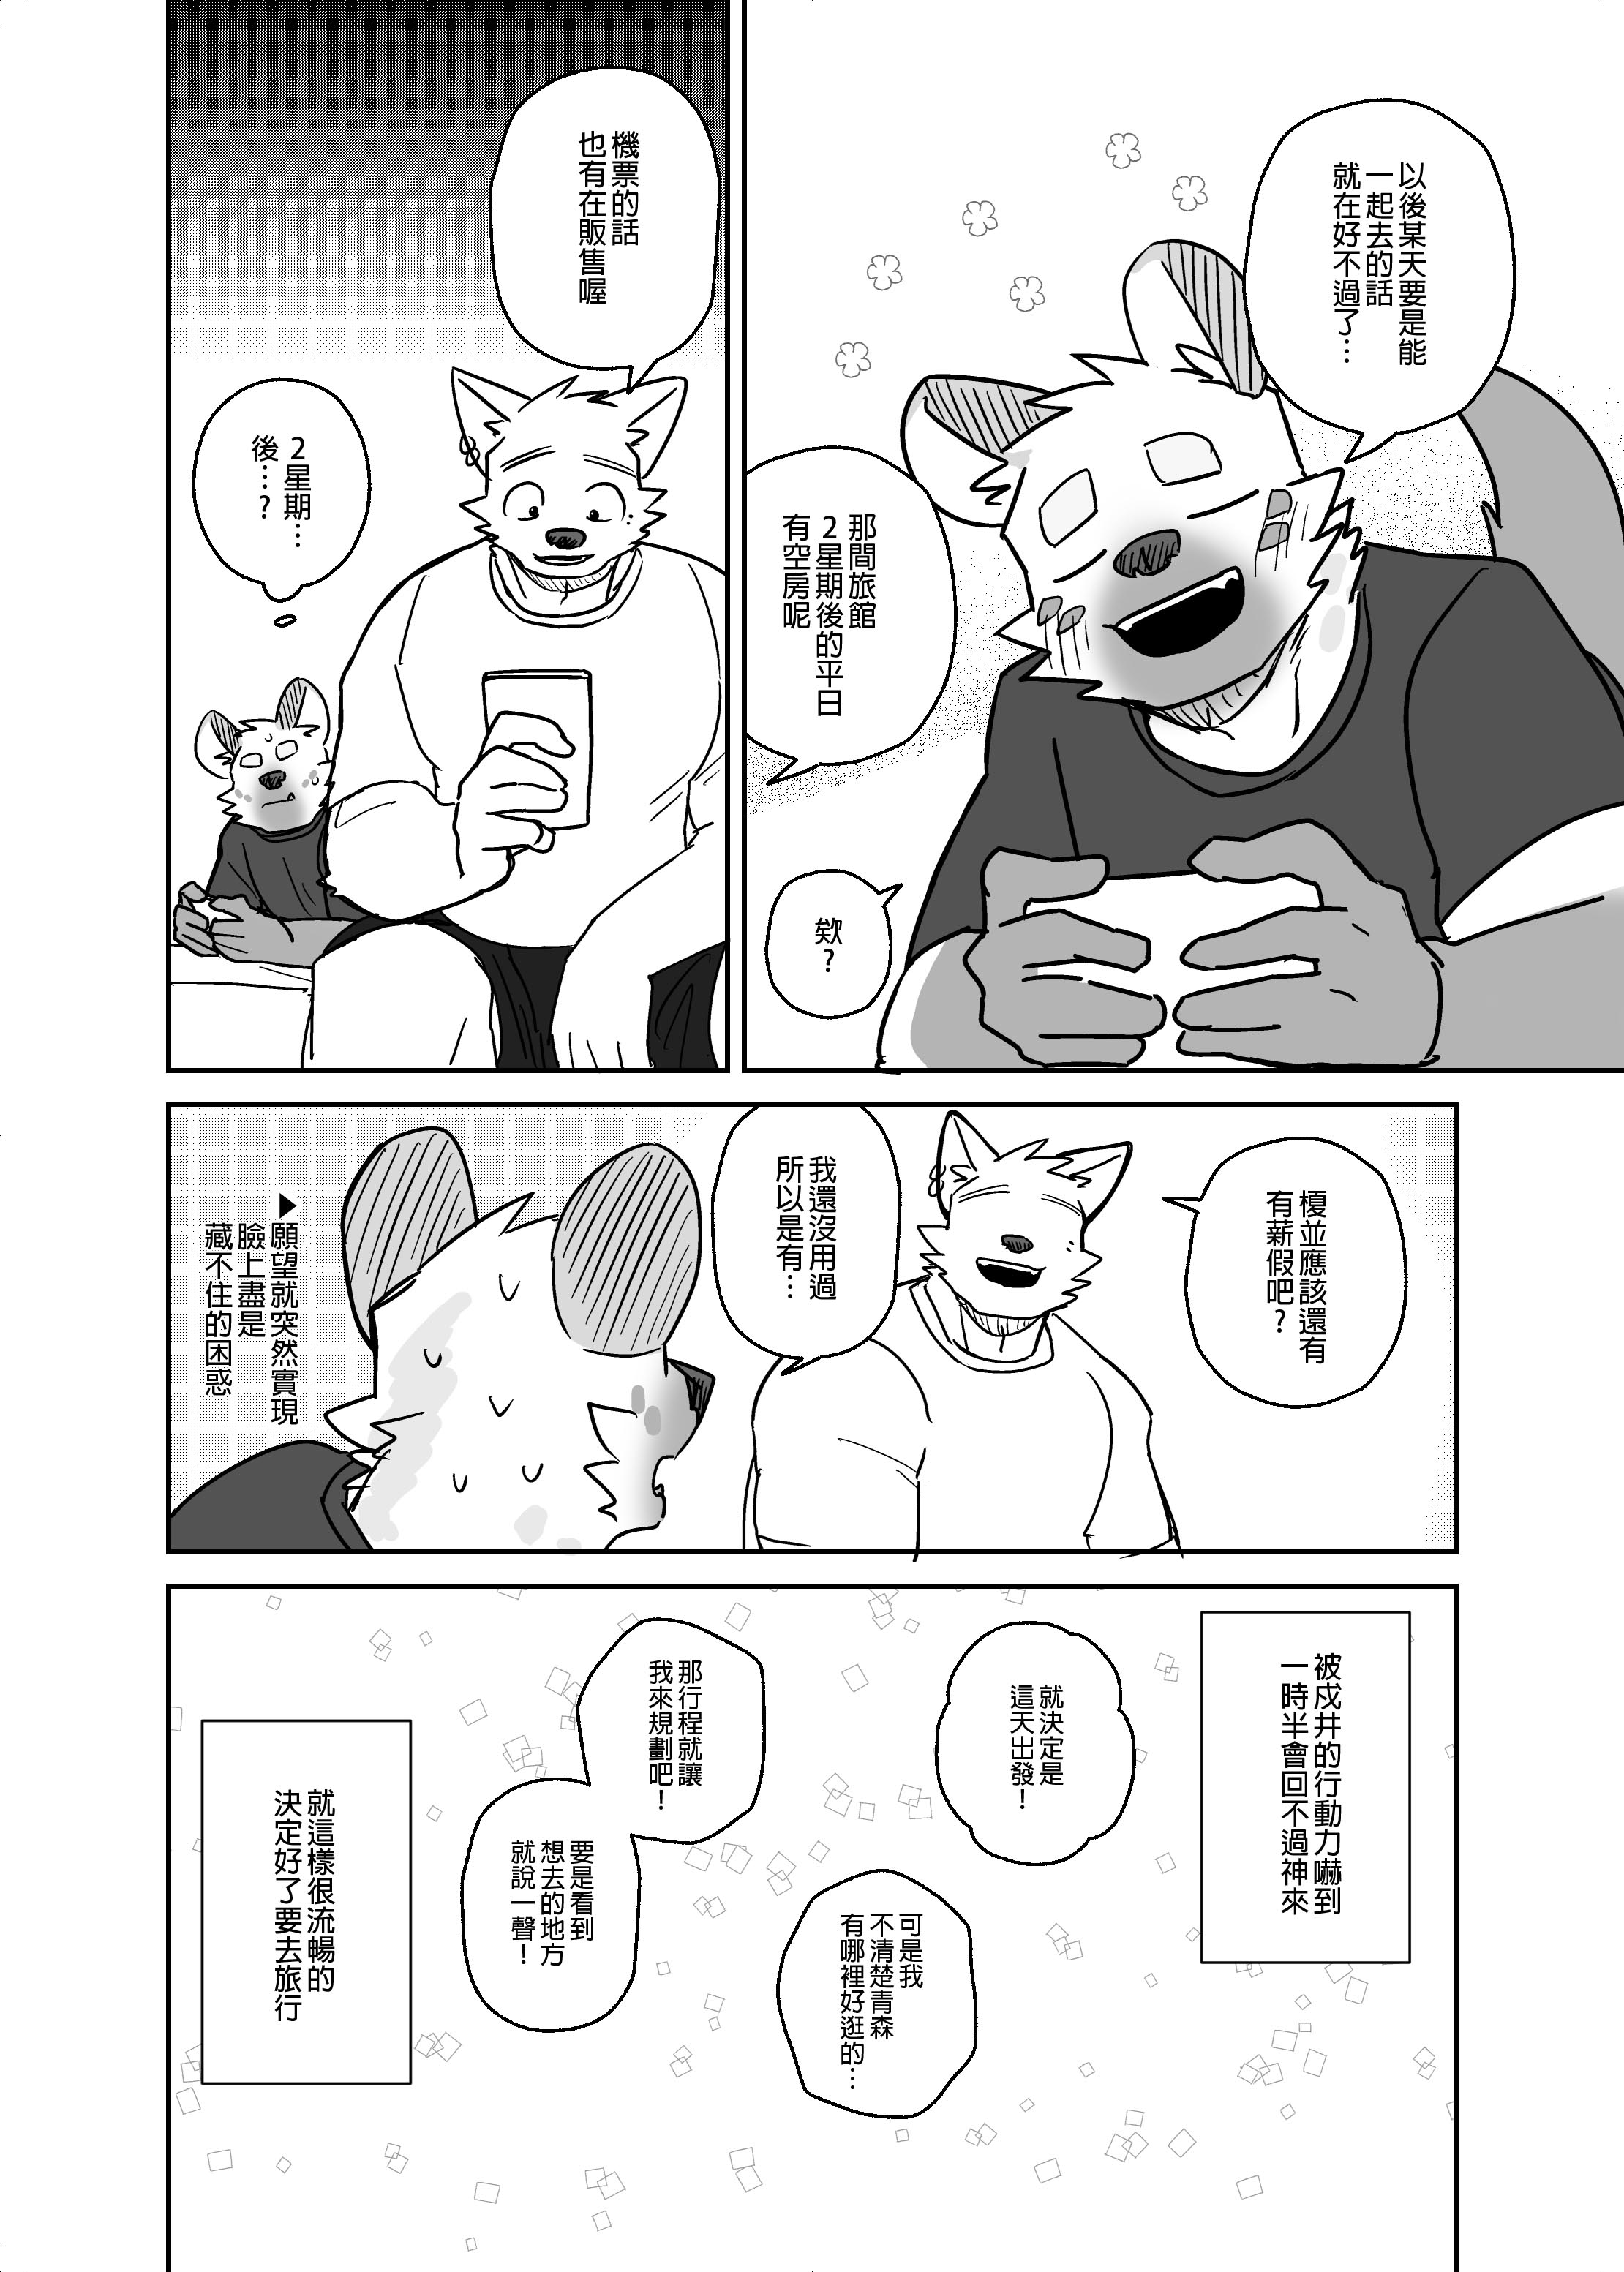 以後某天要是能
一起去的話
就在好不過了…
那間旅館
2星期後的平日
有空房呢
欸?
機票的話
也有在販售喔
2星期…
後…?
榎並應該還有
有薪假吧?
我還沒用過
所以是有…
▶願望就突然實現
臉上盡是
藏不住的困惑
被戍井的行動力嚇到
一時半會回不過神來
就決定是
這天出發!
可是我
不清楚青森
有哪裡好逛的…
那行程就讓
我來規劃吧!
要是看到
想去的地方
就說一聲!
就這樣很流暢的
決定好了要去旅行